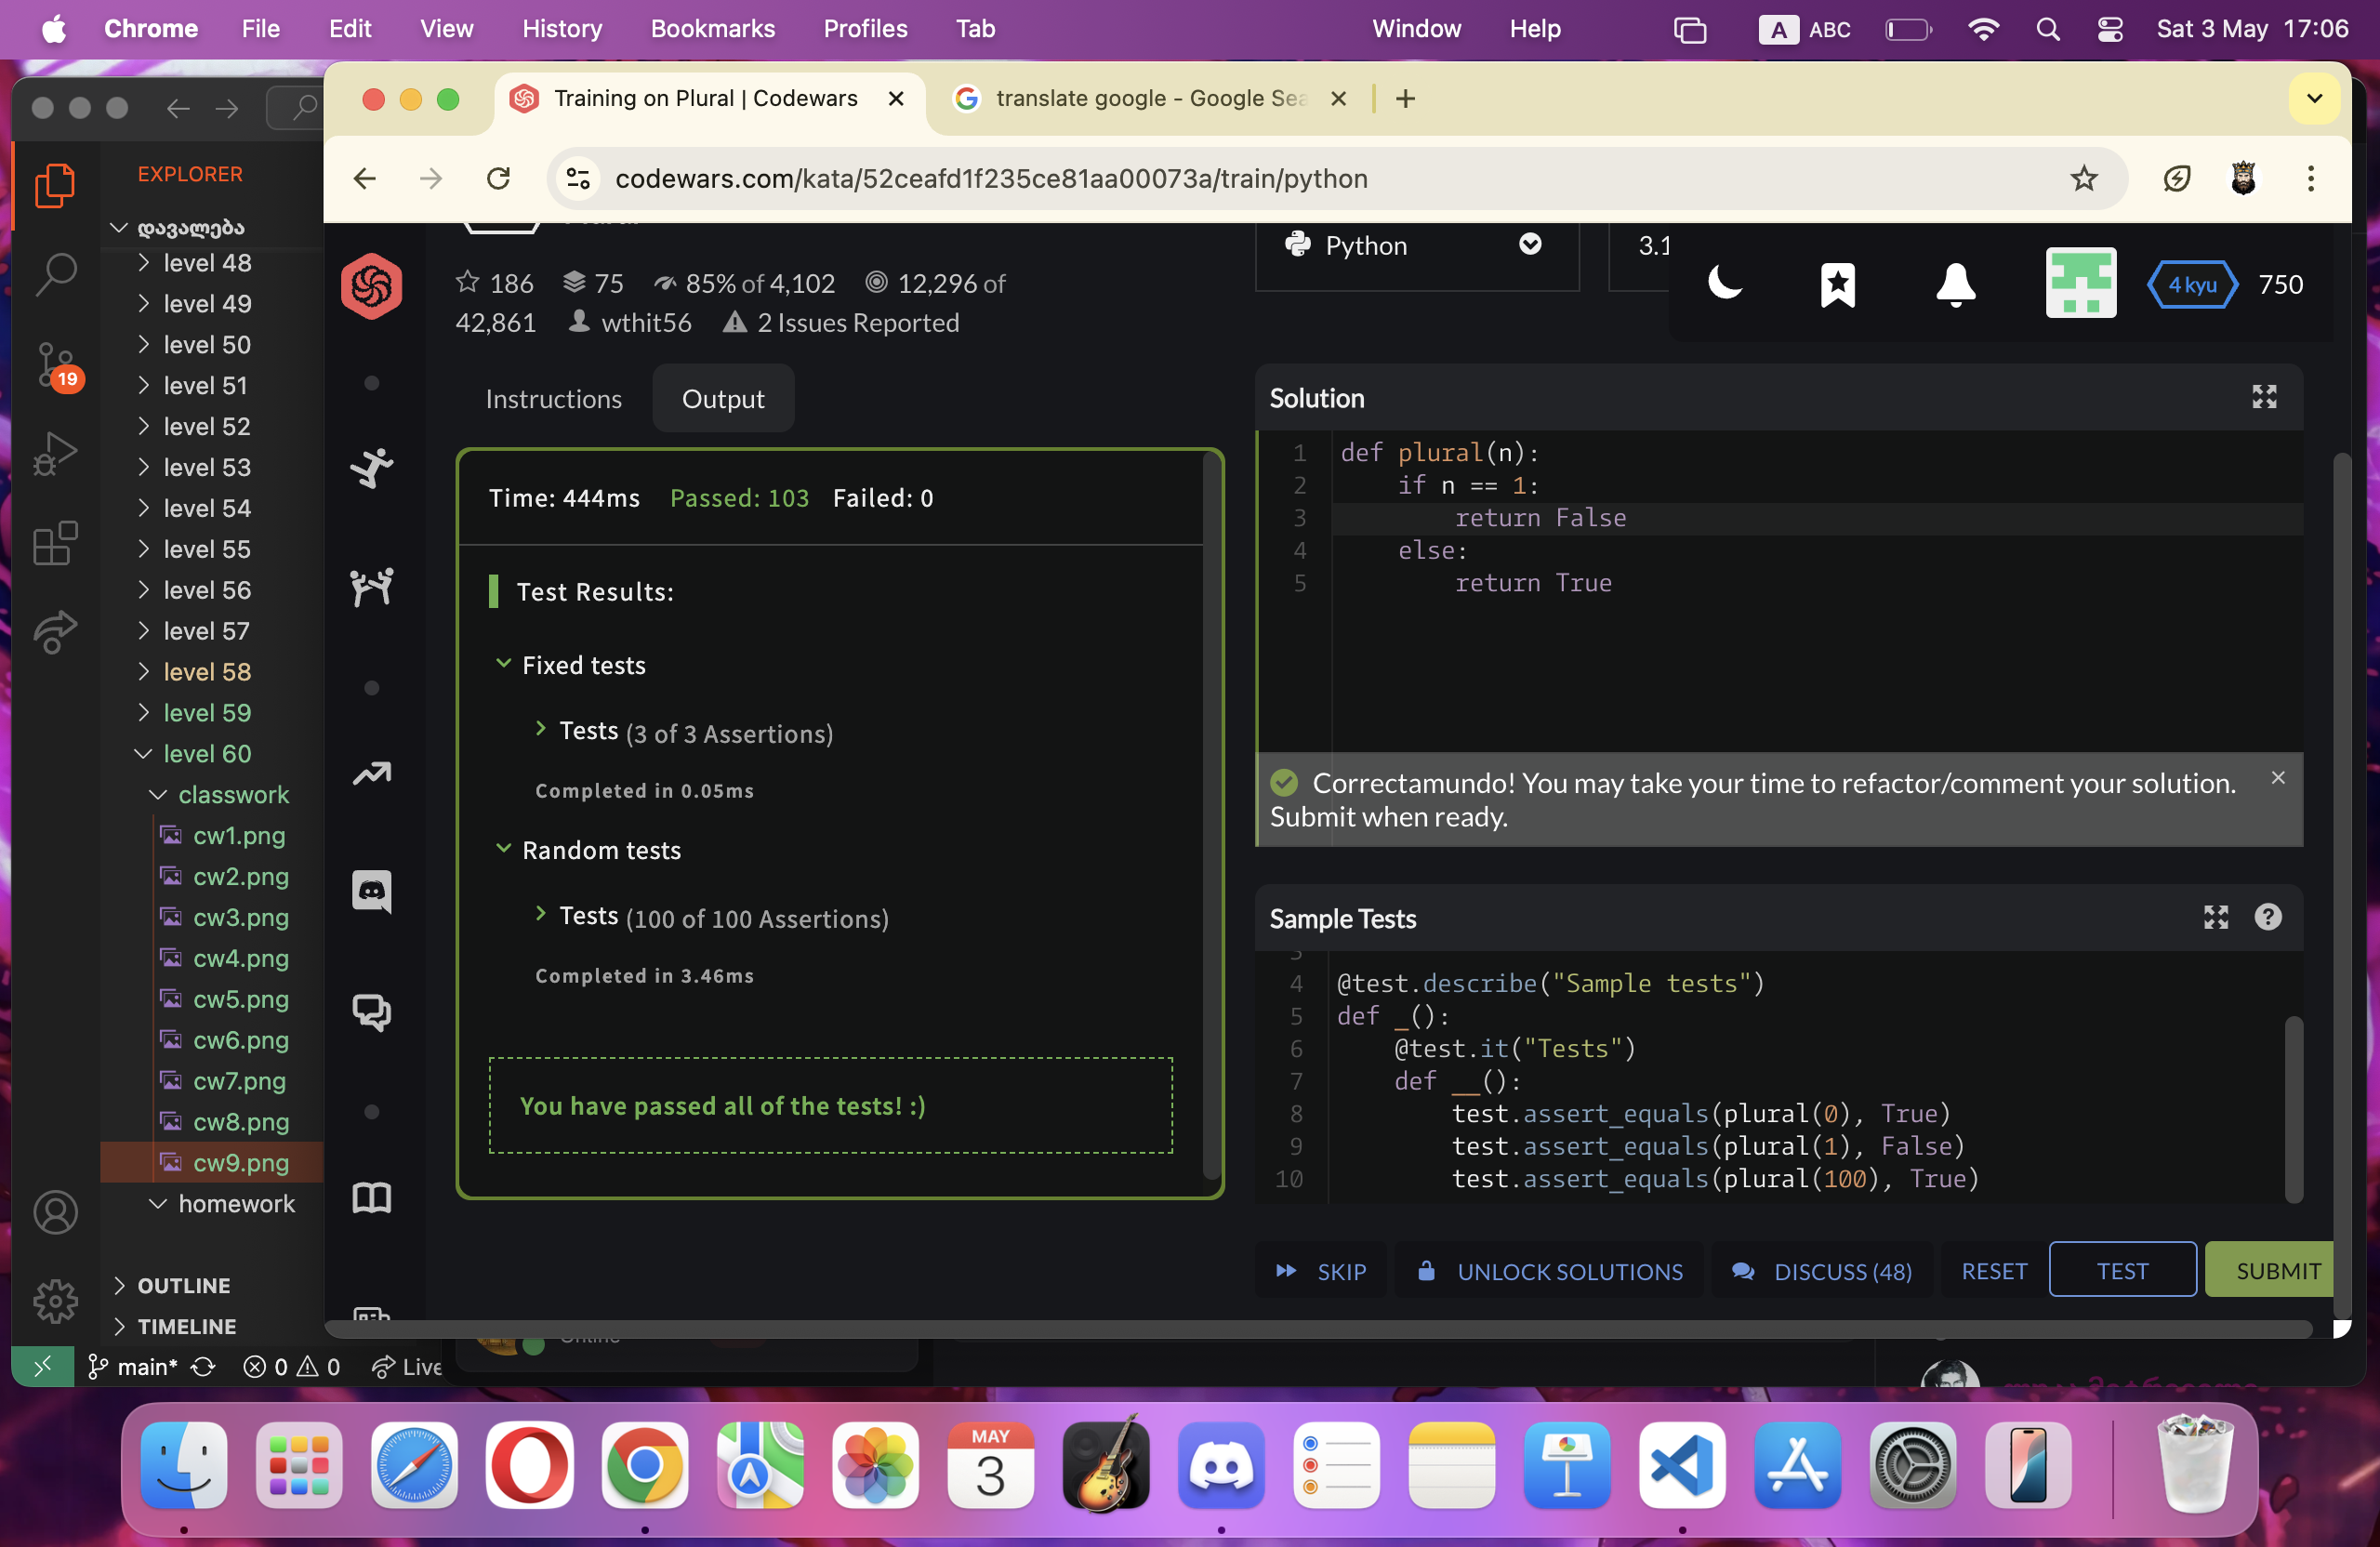 Chrome File Edit View History Bookmarks Profiles Tab Window Help A ABC Sat 3 May 17:06
Training on Plural | Codewars
translate google - Google Sea
codewars.com/kata/52ceafd1f235ce81aa00073a/train/python
EXPLORER
დავალება
level 48
level 49
level 50
level 51
level 52
level 53
level 54
level 55
level 56
level 57
level 58
level 59
level 60
classwork
cw1.png
cw2.png
cw3.png
cw4.png
cw5.png
cw6.png
cw7.png
cw8.png
cw9.png
homework
OUTLINE
TIMELINE
19
main* 0 0 Live
186 75 85% of 4,102 12,296 of
42,861 wthit56 2 Issues Reported
Python
3.1
4 kyu 750
Instructions Output
Time: 444ms Passed: 103 Failed: 0
Test Results:
Fixed tests
Tests (3 of 3 Assertions)
Completed in 0.05ms
Random tests
Tests (100 of 100 Assertions)
Completed in 3.46ms
You have passed all of the tests! :)
Solution
1 def plural(n):
2 if n == 1:
3 return False
4 else:
5 return True
Correctamundo! You may take your time to refactor/comment your solution.
Submit when ready.
Sample Tests
3
4 @test.describe("Sample tests")
5 def _():
6 @test.it("Tests")
7 def __():
8 test.assert_equals(plural(0), True)
9 test.assert_equals(plural(1), False)
10 test.assert_equals(plural(100), True)
SKIP UNLOCK SOLUTIONS DISCUSS (48) RESET TEST SUBMIT
Online
MAY
3